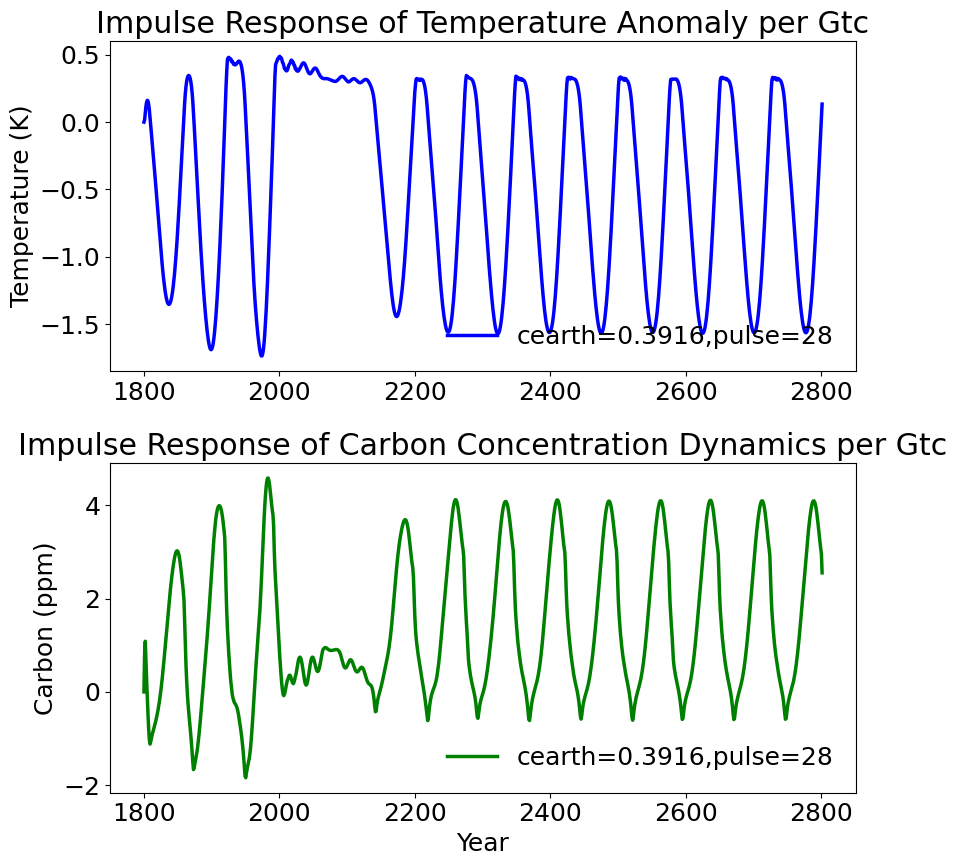 Impulse Response of Temperature Anomaly per Gtc
Temperature (K)
0.5
0.0
−0.5
−1.0
−1.5
cearth=0.3916,pulse=28
1800 2000 2200 2400 2600 2800
Impulse Response of Carbon Concentration Dynamics per Gtc
Carbon (ppm)
4
2
0
−2
cearth=0.3916,pulse=28
1800 2000 2200 2400 2600 2800
Year